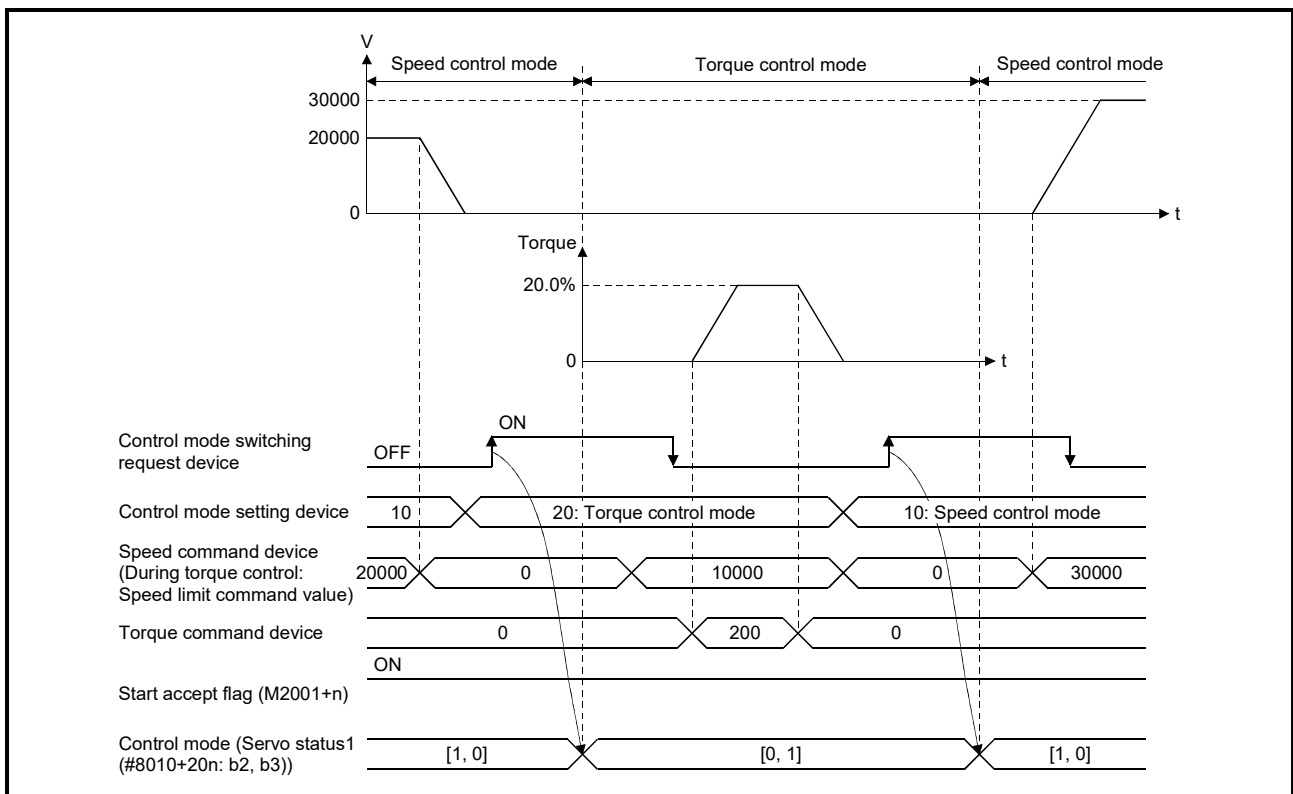 V
Speed control mode
Torque control mode
Speed control mode
30000
20000
0
t
Torque
20.0%
0
t
ON
Control mode switching
request device
OFF
Control mode setting device
10
20: Torque control mode
10: Speed control mode
Speed command device
(During torque control:
Speed limit command value)
20000
0
10000
0
30000
Torque command device
0
200
0
ON
Start accept flag (M2001+n)
Control mode (Servo status1
(#8010+20n: b2, b3))
[1, 0]
[0, 1]
[1, 0]